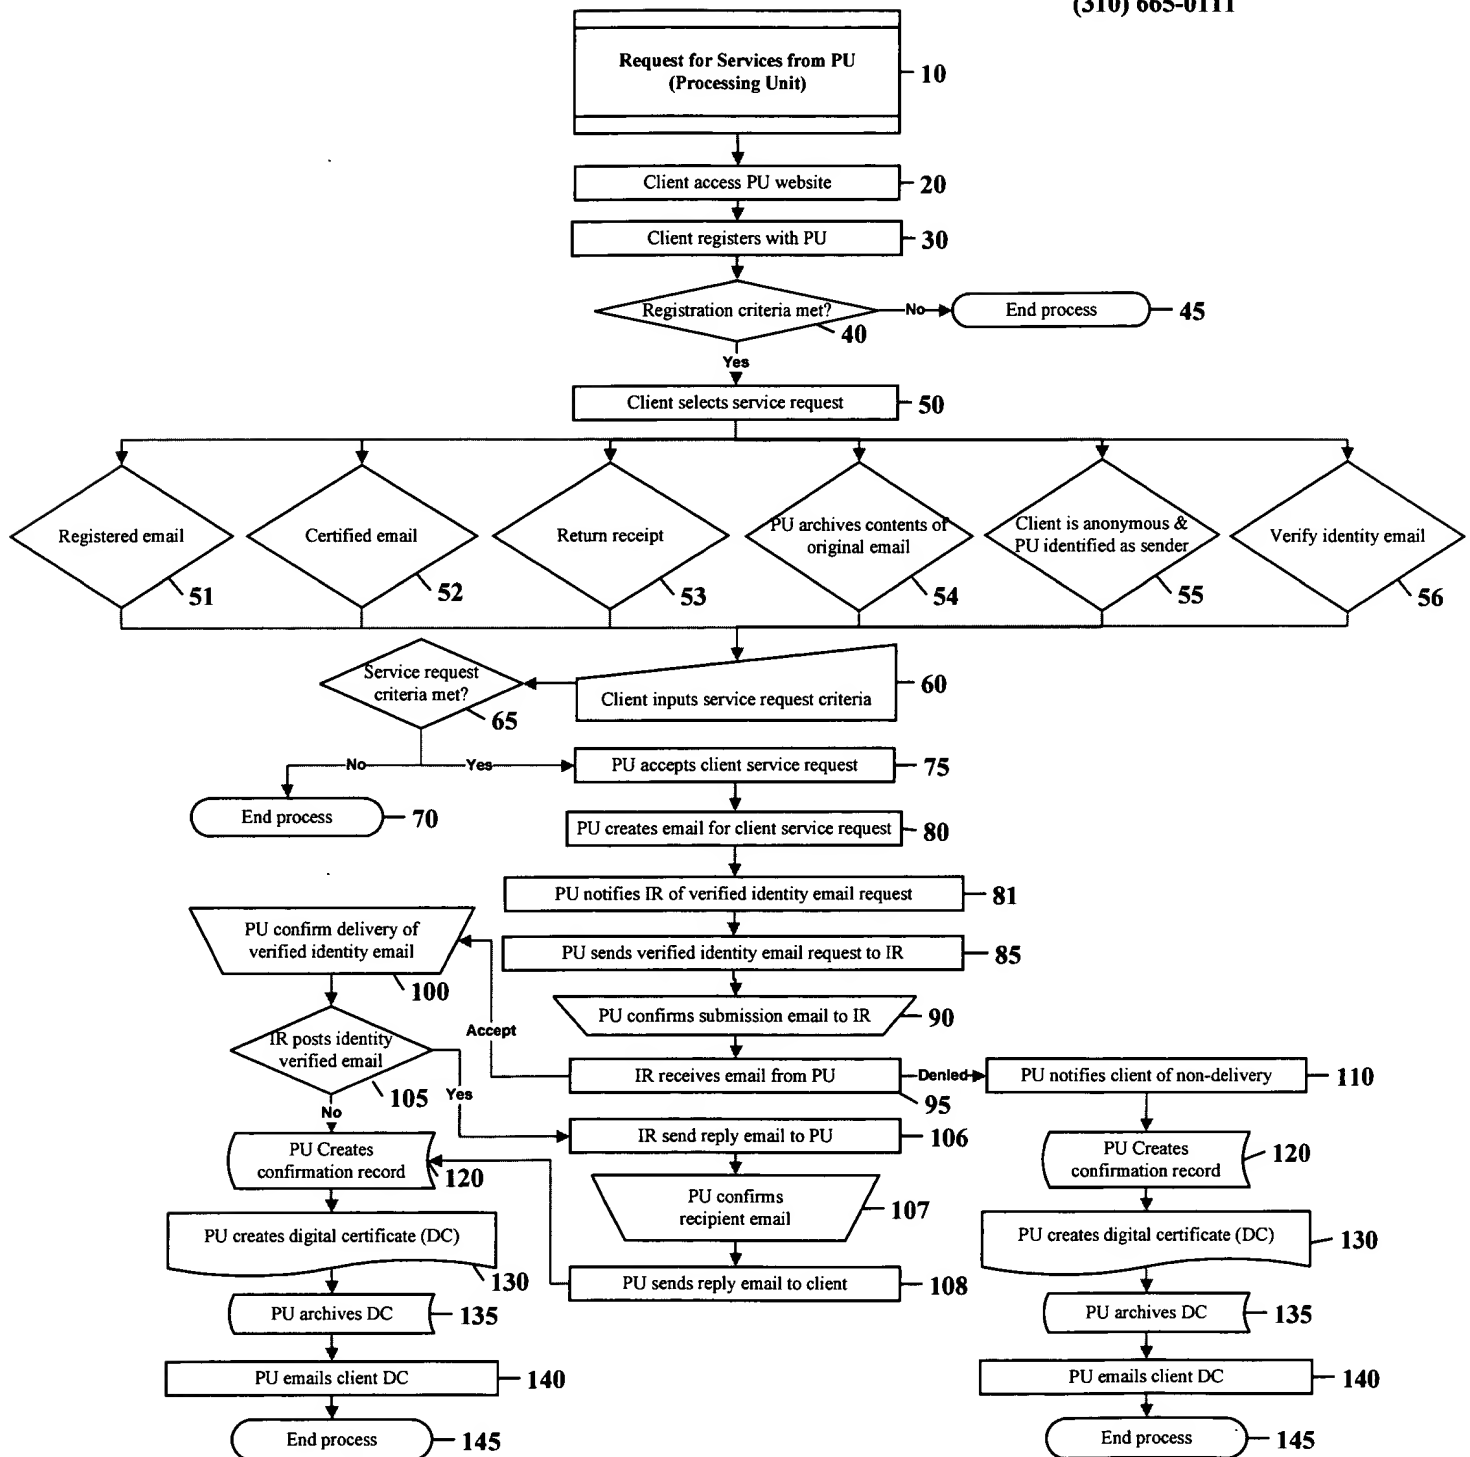 (310) 665-0111
Request for Services from PU
(Processing Unit)
10
Client access PU website
20
Client registers with PU
30
Registration criteria met?
40
No
End process
45
Yes
Client selects service request
50
Registered email
51
Certified email
52
Return receipt
53
PU archives contents of
original email
54
Client is anonymous &
PU identified as sender
55
Verify identity email
56
Service request
criteria met?
65
Client inputs service request criteria
60
No
Yes
PU accepts client service request
75
End process
70
PU creates email for client service request
80
PU notifies IR of verified identity email request
81
PU confirm delivery of
verified identity email
100
PU sends verified identity email request to IR
85
PU confirms submission email to IR
90
Accept
IR posts identity
verified email
105
Yes
No
IR receives email from PU
95
Denied
PU notifies client of non-delivery
110
IR send reply email to PU
106
PU Creates
confirmation record
120
PU Creates
confirmation record
120
PU confirms
recipient email
107
PU creates digital certificate (DC)
130
PU creates digital certificate (DC)
130
PU sends reply email to client
108
PU archives DC
135
PU archives DC
135
PU emails client DC
140
PU emails client DC
140
End process
145
End process
145